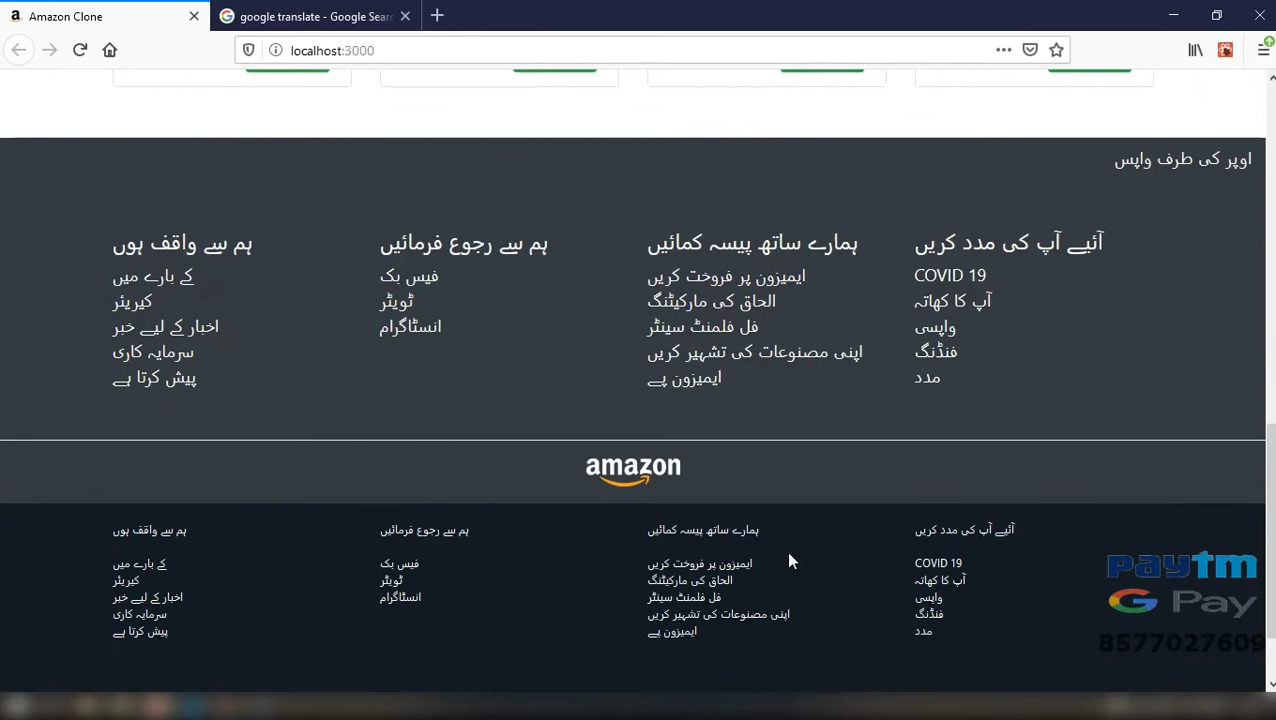 Amazon Clone
google translate - Google Sear
localhost:3000
اوپر کی طرف واپس
ہم سے واقف ہوں
کے بارے میں
کیریئر
اخبار کے لیے خبر
سرمایہ کاری
پیش کرتا ہے
ہم سے رجوع فرمائیں
فیس بک
ٹویٹر
انسٹاگرام
ہمارے ساتھ پیسہ کمائیں
ایمیزون پر فروخت کریں
الحاق کی مارکیٹنگ
فل فلمنٹ سینٹر
اپنی مصنوعات کی تشہیر کریں
ایمیزون پے
آئیے آپ کی مدد کریں
COVID 19
آپ کا کھاتہ
واپسی
فنڈنگ
مدد
amazon
ہم سے واقف ہوں
کے بارے میں
کیریئر
اخبار کے لیے خبر
سرمایہ کاری
پیش کرتا ہے
ہم سے رجوع فرمائیں
فیس بک
ٹویٹر
انسٹاگرام
ہمارے ساتھ پیسہ کمائیں
ایمیزون پر فروخت کریں
الحاق کی مارکیٹنگ
فل فلمنٹ سینٹر
اپنی مصنوعات کی تشہیر کریں
ایمیزون پے
آئیے آپ کی مدد کریں
COVID 19
آپ کا کھاتہ
واپسی
فنڈنگ
مدد
paytm
G Pay
8577027609